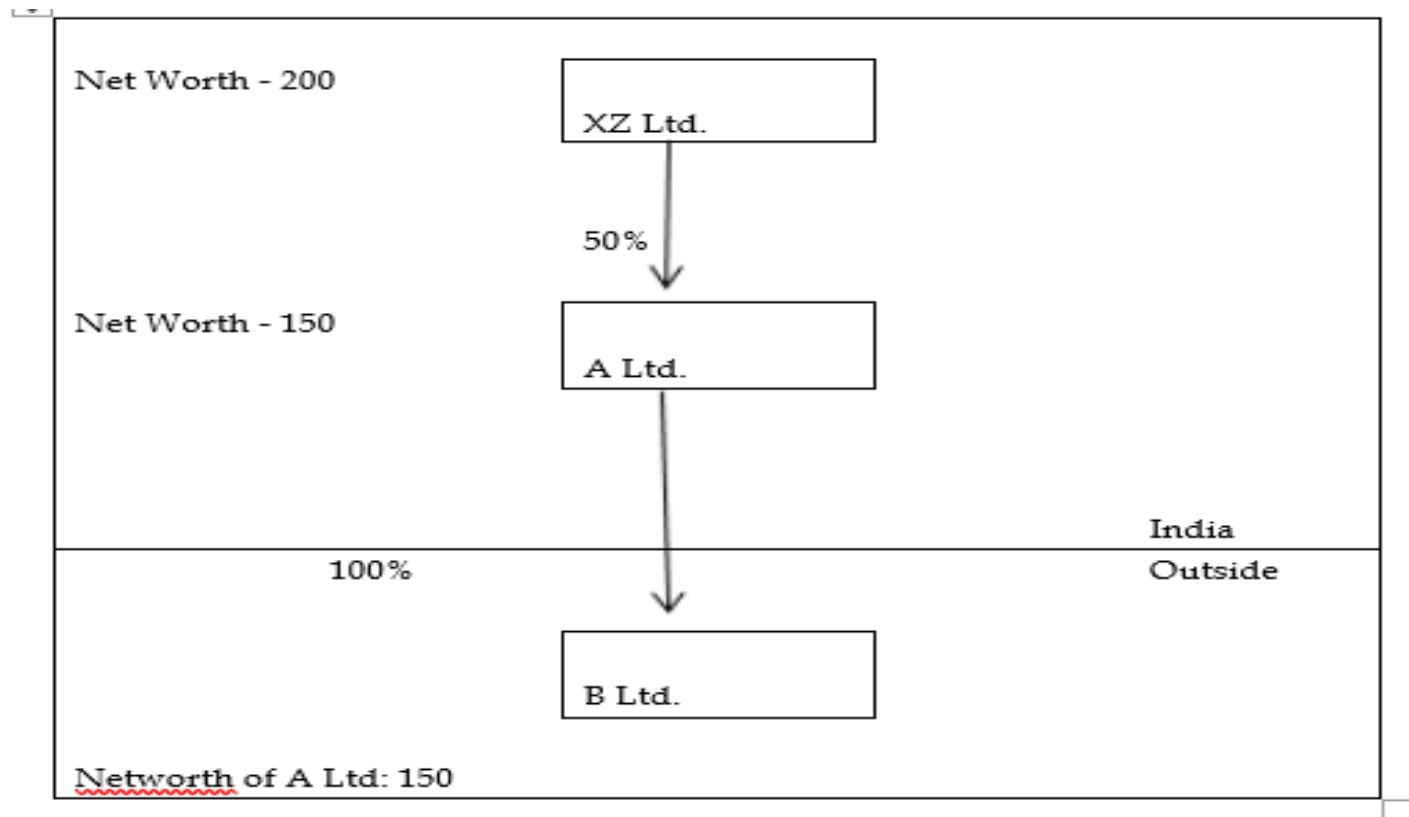 Net Worth - 200
XZ Ltd.
50%
Net Worth - 150
A Ltd.
India
100%
Outside
B Ltd.
Networth of A Ltd: 150